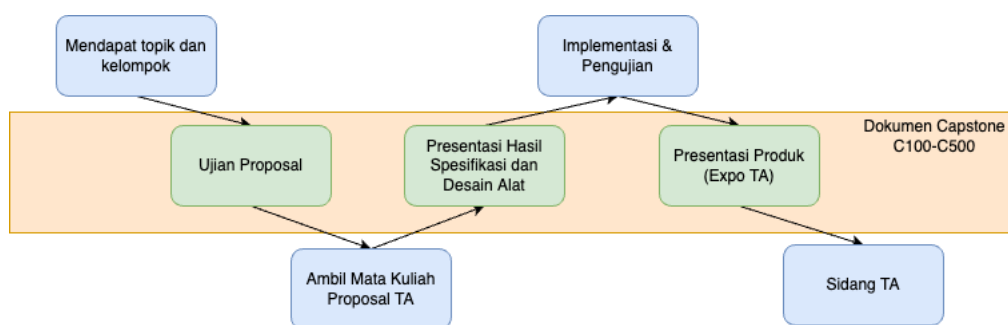 Mendapat topik dan
kelompok
Implementasi &
Pengujian
Dokumen Capstone
C100-C500
Ujian Proposal
Presentasi Hasil
Spesifikasi dan
Desain Alat
Presentasi Produk
(Expo TA)
Ambil Mata Kuliah
Proposal TA
Sidang TA